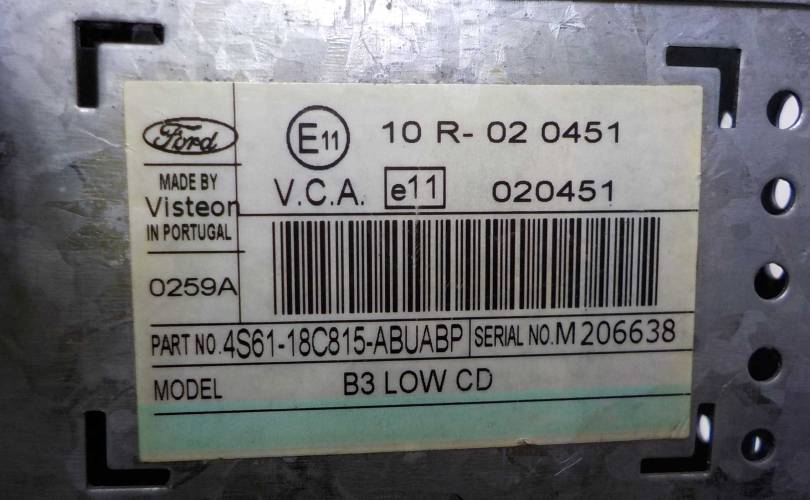 Ford
MADE BY
Visteon
IN PORTUGAL
0259A
E11 10 R- 02 0451
V.C.A. e11 020451
PART NO. 4S61-18C815-ABUABP SERIAL NO. M 206638
MODEL B3 LOW CD